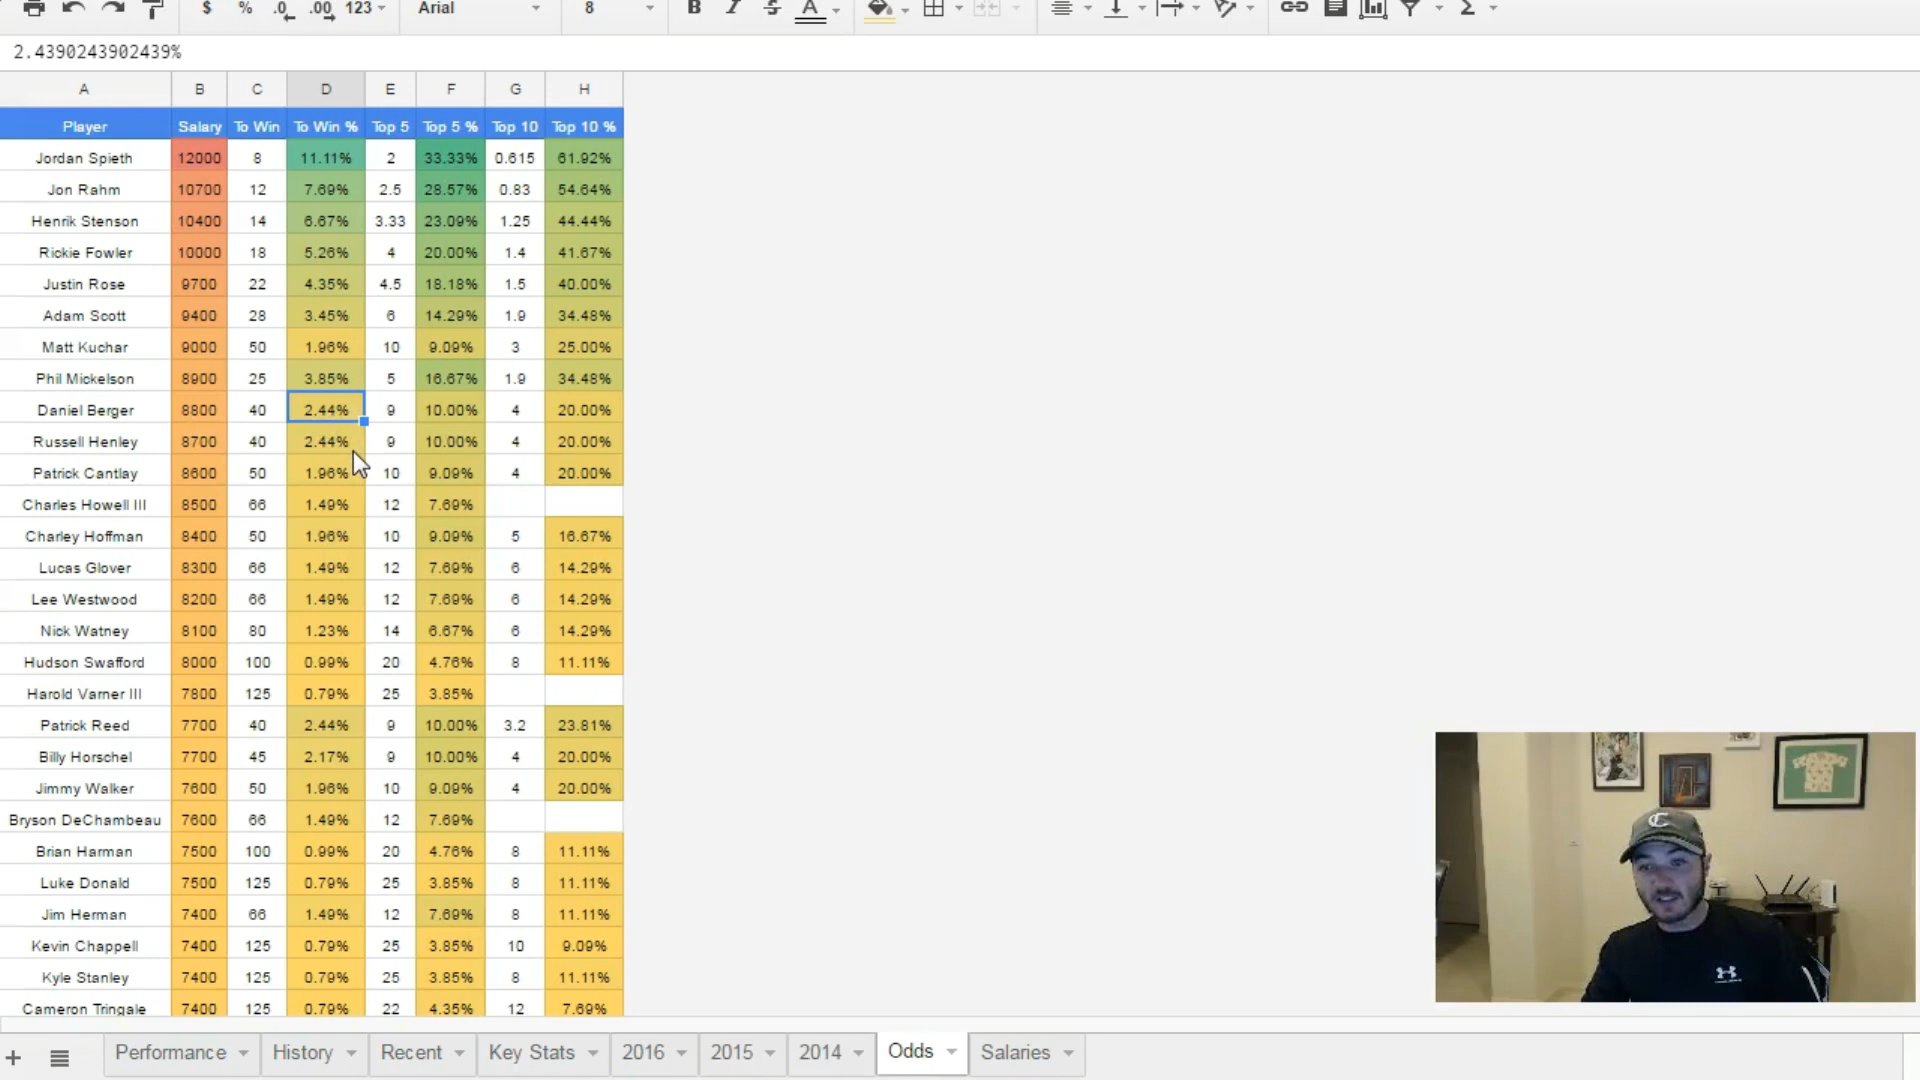 $ % .0 .00 123 Arial 8 B I S A Σ
2.4390243902439%
A B C D E F G H
Player Salary To Win To Win % Top 5 Top 5 % Top 10 Top 10 %
Jordan Spieth 12000 8 11.11% 2 33.33% 0.615 61.92%
Jon Rahm 10700 12 7.69% 2.5 28.57% 0.83 54.64%
Henrik Stenson 10400 14 6.67% 3.33 23.09% 1.25 44.44%
Rickie Fowler 10000 18 5.26% 4 20.00% 1.4 41.67%
Justin Rose 9700 22 4.35% 4.5 18.18% 1.5 40.00%
Adam Scott 9400 28 3.45% 6 14.29% 1.9 34.48%
Matt Kuchar 9000 50 1.96% 10 9.09% 3 25.00%
Phil Mickelson 8900 25 3.85% 5 16.67% 1.9 34.48%
Daniel Berger 8800 40 2.44% 9 10.00% 4 20.00%
Russell Henley 8700 40 2.44% 9 10.00% 4 20.00%
Patrick Cantlay 8600 50 1.96% 10 9.09% 4 20.00%
Charles Howell III 8500 66 1.49% 12 7.69%
Charley Hoffman 8400 50 1.96% 10 9.09% 5 16.67%
Lucas Glover 8300 66 1.49% 12 7.69% 6 14.29%
Lee Westwood 8200 66 1.49% 12 7.69% 6 14.29%
Nick Watney 8100 80 1.23% 14 6.67% 6 14.29%
Hudson Swafford 8000 100 0.99% 20 4.76% 8 11.11%
Harold Varner III 7800 125 0.79% 25 3.85%
Patrick Reed 7700 40 2.44% 9 10.00% 3.2 23.81%
Billy Horschel 7700 45 2.17% 9 10.00% 4 20.00%
Jimmy Walker 7600 50 1.96% 10 9.09% 4 20.00%
Bryson DeChambeau 7600 66 1.49% 12 7.69%
Brian Harman 7500 100 0.99% 20 4.76% 8 11.11%
Luke Donald 7500 125 0.79% 25 3.85% 8 11.11%
Jim Herman 7400 66 1.49% 12 7.69% 8 11.11%
Kevin Chappell 7400 125 0.79% 25 3.85% 10 9.09%
Kyle Stanley 7400 125 0.79% 25 3.85% 8 11.11%
Cameron Tringale 7400 125 0.79% 22 4.35% 12 7.69%
+ Performance History Recent Key Stats 2016 2015 2014 Odds Salaries